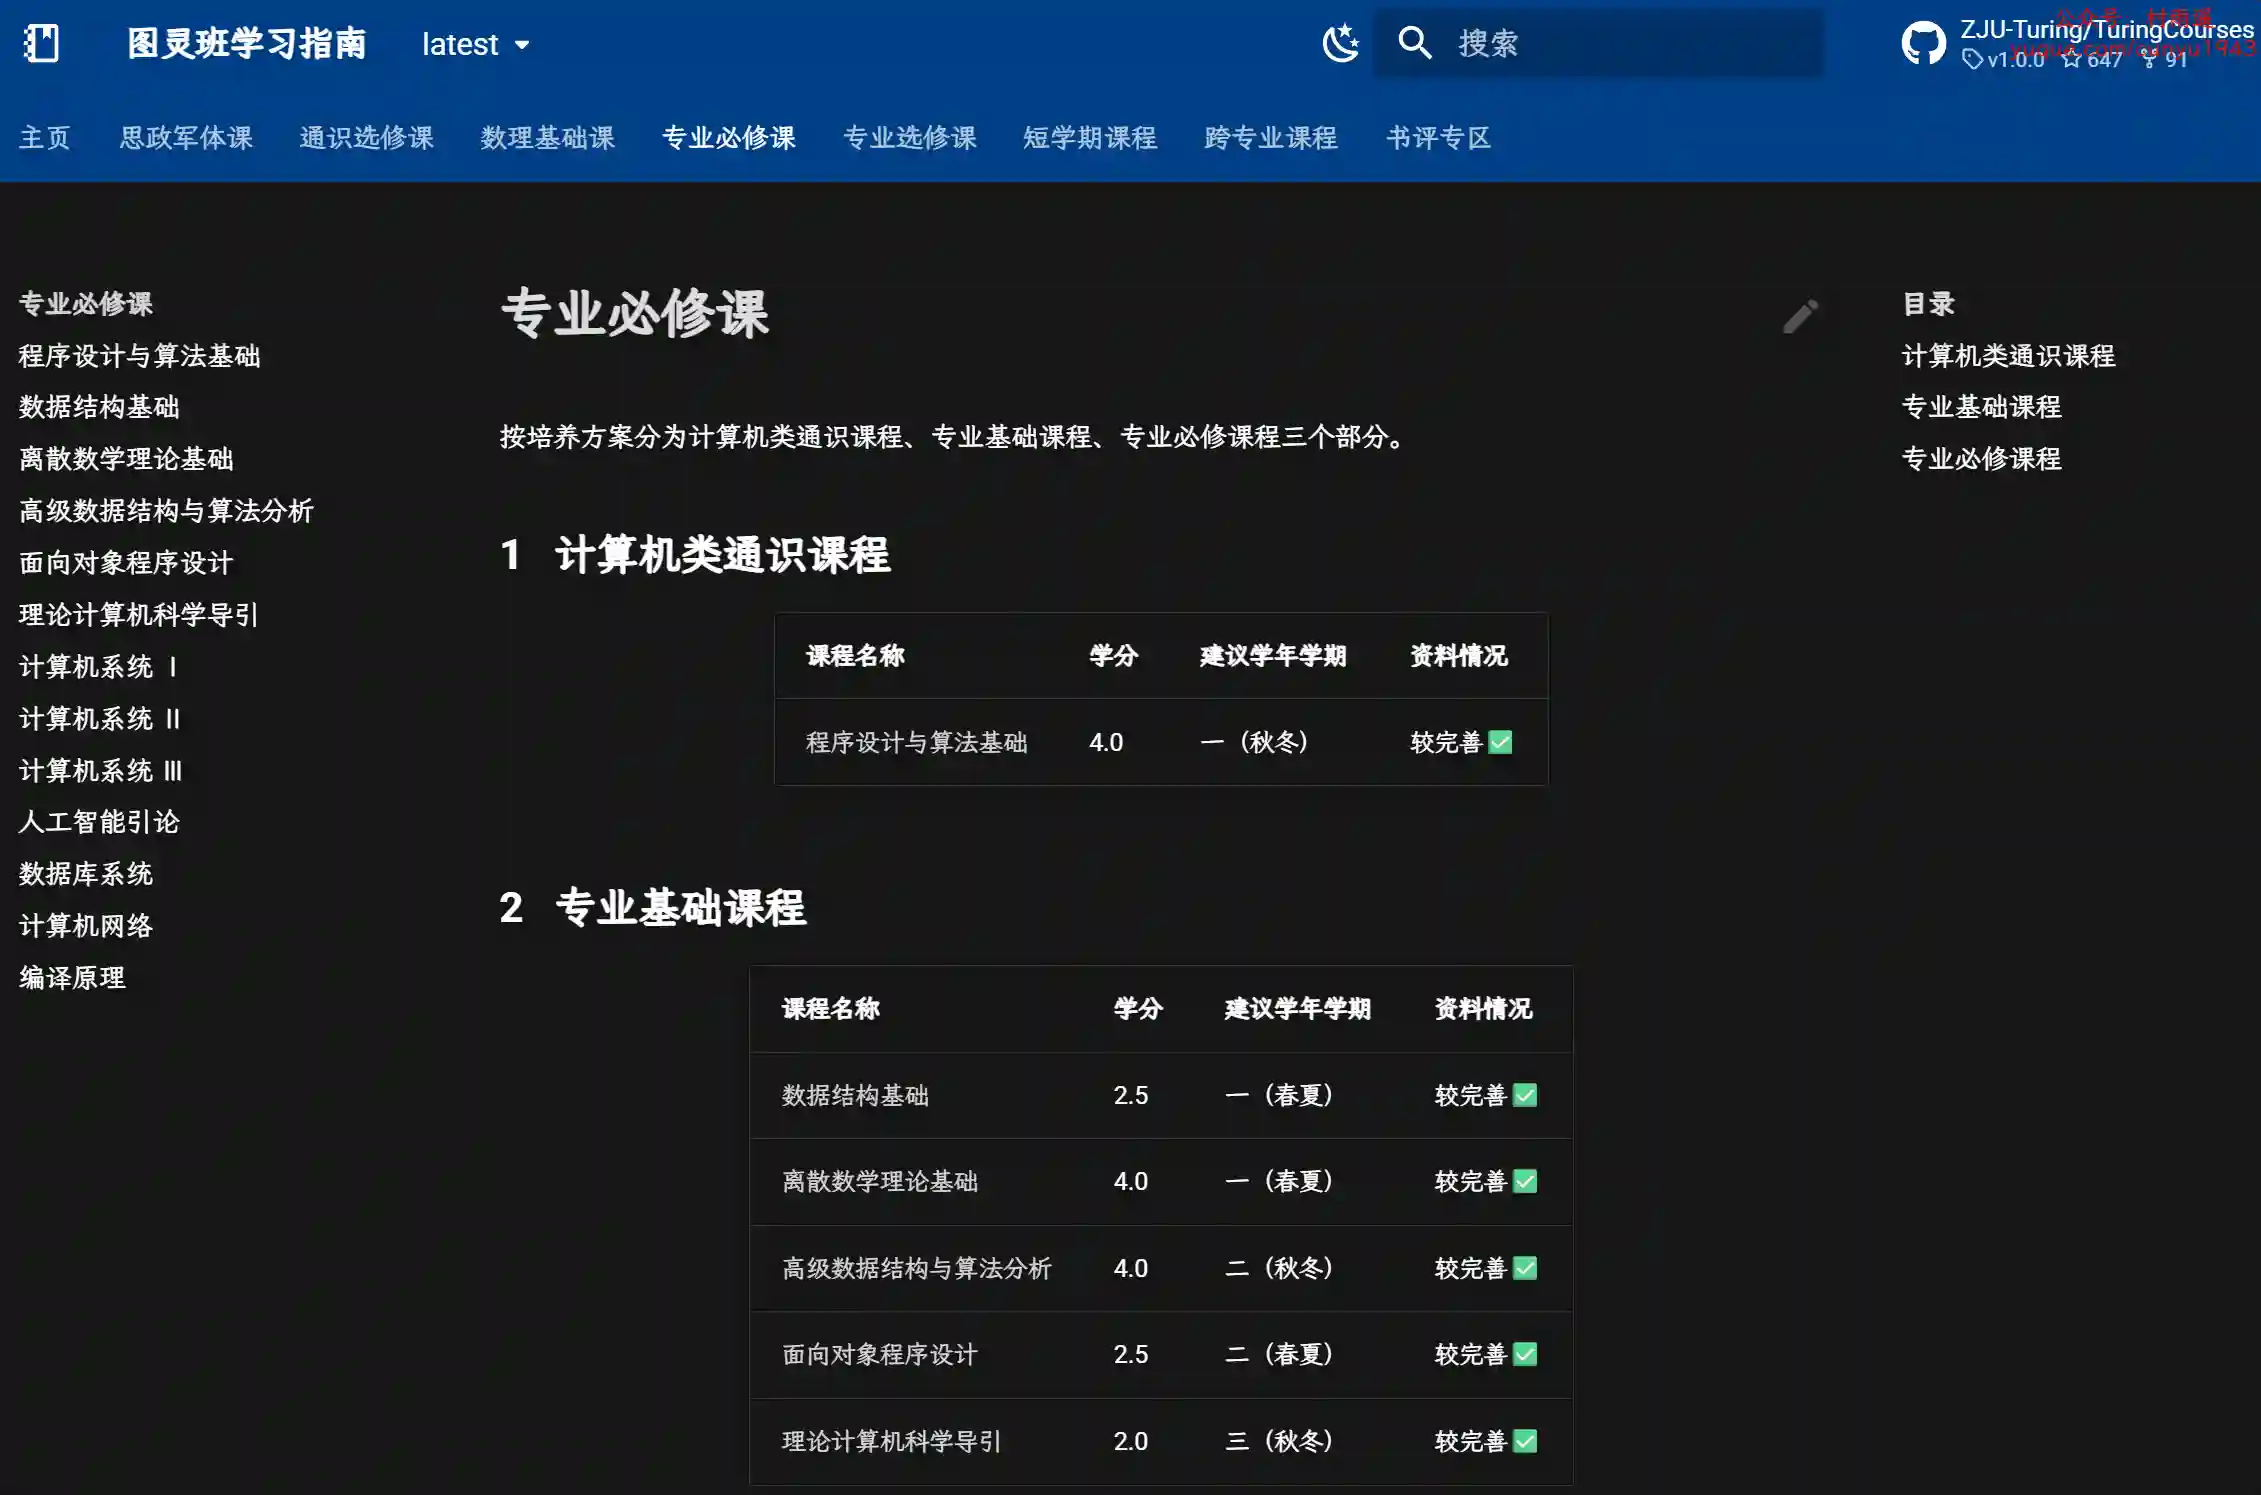 图灵班学习指南 latest 搜索 ZJU-Turing/TuringCourses
v1.0.0 647 91
主页 思政军体课 通识选修课 数理基础课 专业必修课 专业选修课 短学期课程 跨专业课程 书评专区
专业必修课
程序设计与算法基础
数据结构基础
离散数学理论基础
高级数据结构与算法分析
面向对象程序设计
理论计算机科学导引
计算机系统 Ⅰ
计算机系统 Ⅱ
计算机系统 Ⅲ
人工智能引论
数据库系统
计算机网络
编译原理
专业必修课
按培养方案分为计算机类通识课程、专业基础课程、专业必修课程三个部分。
1 计算机类通识课程
课程名称 学分 建议学年学期 资料情况
程序设计与算法基础 4.0 一（秋冬） 较完善✅
2 专业基础课程
课程名称 学分 建议学年学期 资料情况
数据结构基础 2.5 一（春夏） 较完善✅
离散数学理论基础 4.0 一（春夏） 较完善✅
高级数据结构与算法分析 4.0 二（秋冬） 较完善✅
面向对象程序设计 2.5 二（春夏） 较完善✅
理论计算机科学导引 2.0 三（秋冬） 较完善✅
目录
计算机类通识课程
专业基础课程
专业必修课程